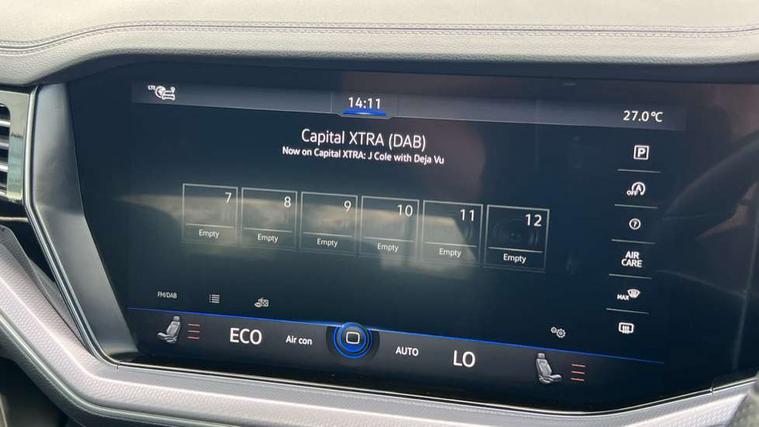 LTE
14:11
27.0°C
Capital XTRA (DAB)
Now on Capital XTRA: J Cole with Deja Vu
P
7 8 9 10 11 12
Empty Empty Empty Empty Empty Empty
OFF
AIR
CARE
MAX
FM/DAB
ECO Air con AUTO LO